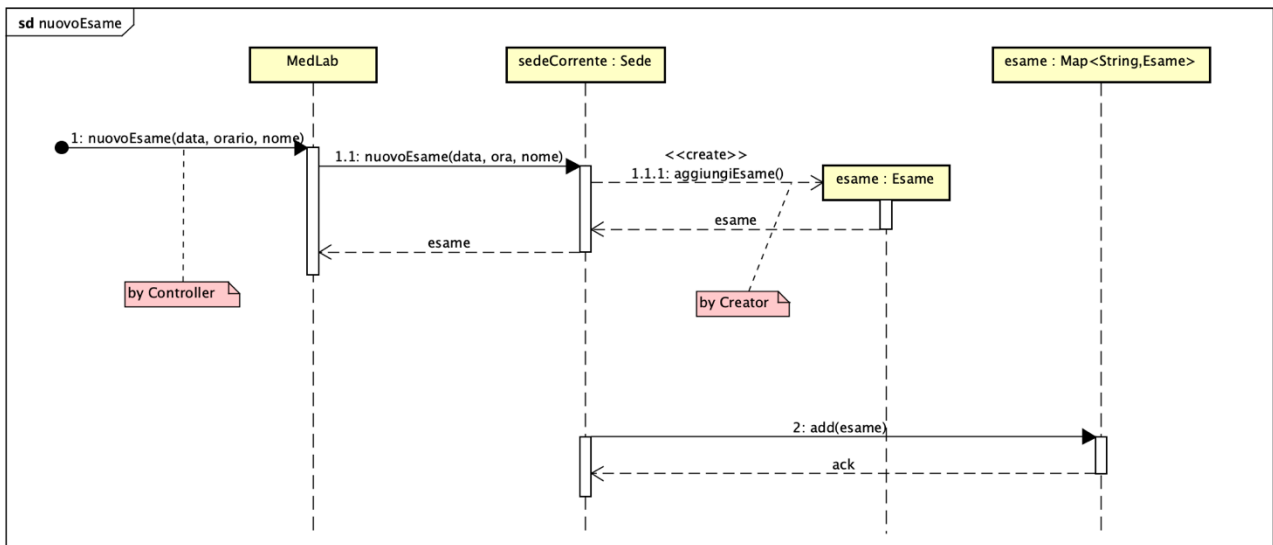 sd nuovoEsame
MedLab
sedeCorrente : Sede
esame : Map<String,Esame>
1: nuovoEsame(data, orario, nome)
1.1: nuovoEsame(data, ora, nome)
<<create>>
1.1.1: aggiungiEsame()
esame : Esame
esame
esame
by Controller
by Creator
2: add(esame)
ack